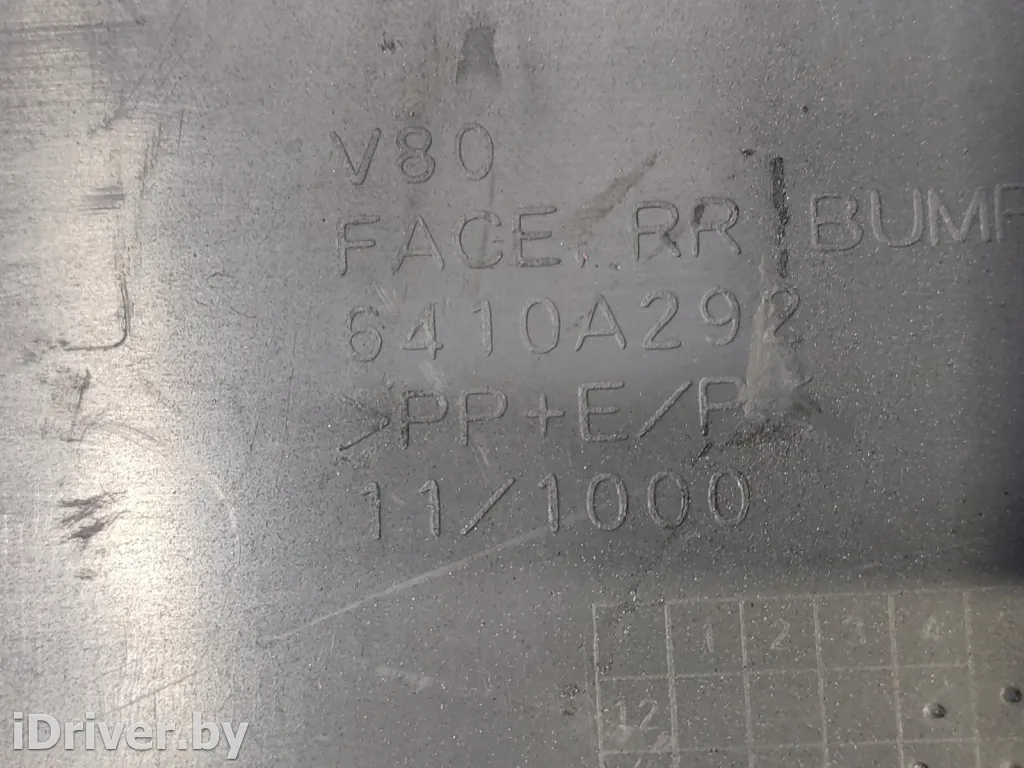 V80
FACE, RR BUMP
6410A292
>PP+E/P
11/1000
1 2 3 4
12
iDriver.by